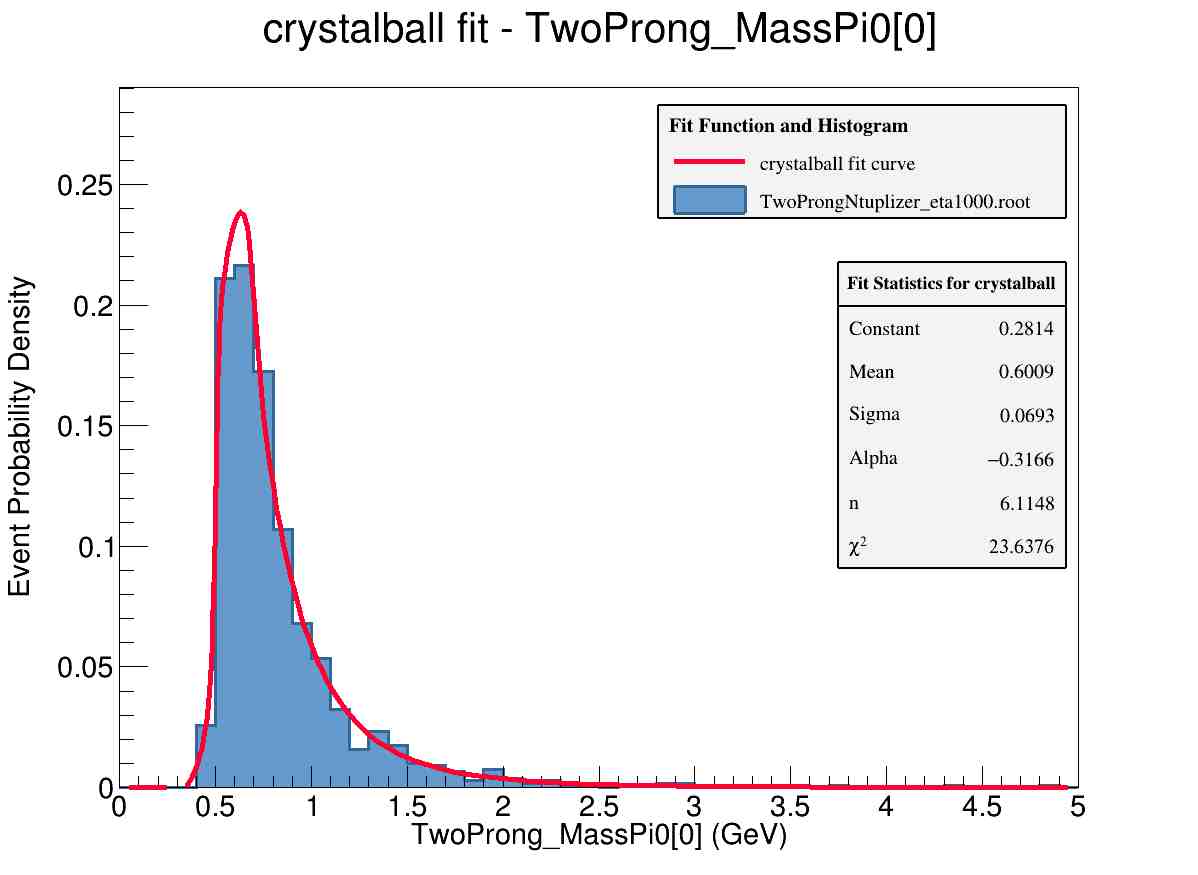 crystalball fit - TwoProng_MassPi0[0]
Fit Function and Histogram
crystalball fit curve
TwoProngNtuplizer_eta1000.root
Fit Statistics for crystalball
Constant 0.2814
Mean 0.6009
Sigma 0.0693
Alpha −0.3166
n 6.1148
χ² 23.6376
Event Probability Density
0.25
0.2
0.15
0.1
0.05
0
0 0.5 1 1.5 2 2.5 3 3.5 4 4.5 5
TwoProng_MassPi0[0] (GeV)